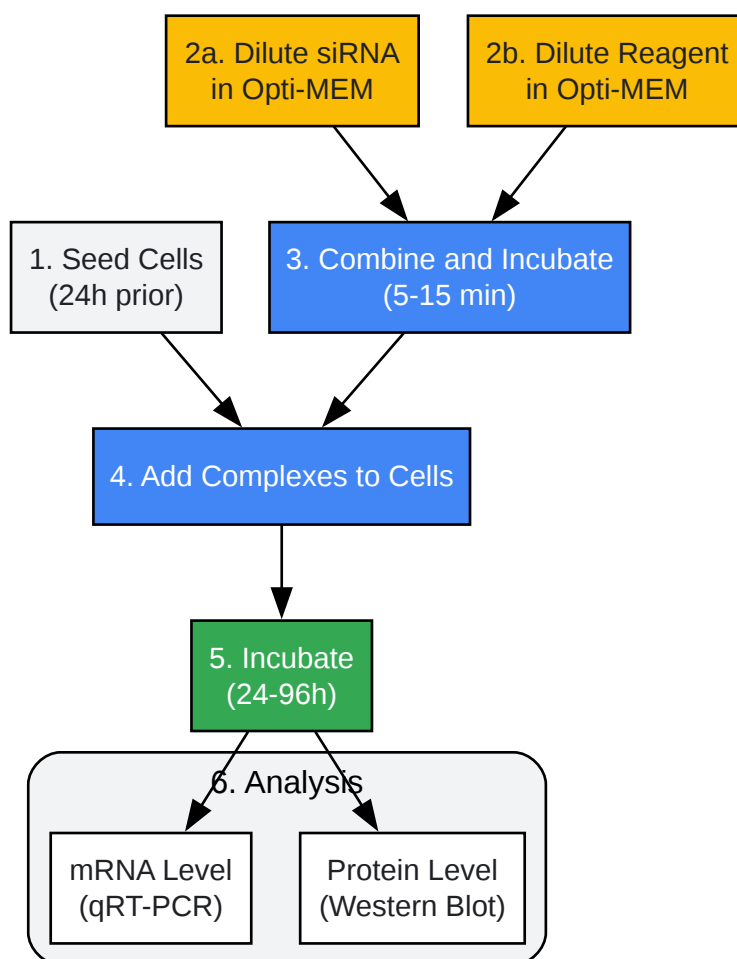 2a. Dilute siRNA
in Opti-MEM
2b. Dilute Reagent
in Opti-MEM
1. Seed Cells
(24h prior)
3. Combine and Incubate
(5-15 min)
4. Add Complexes to Cells
5. Incubate
(24-96h)
6. Analysis
mRNA Level
(qRT-PCR)
Protein Level
(Western Blot)